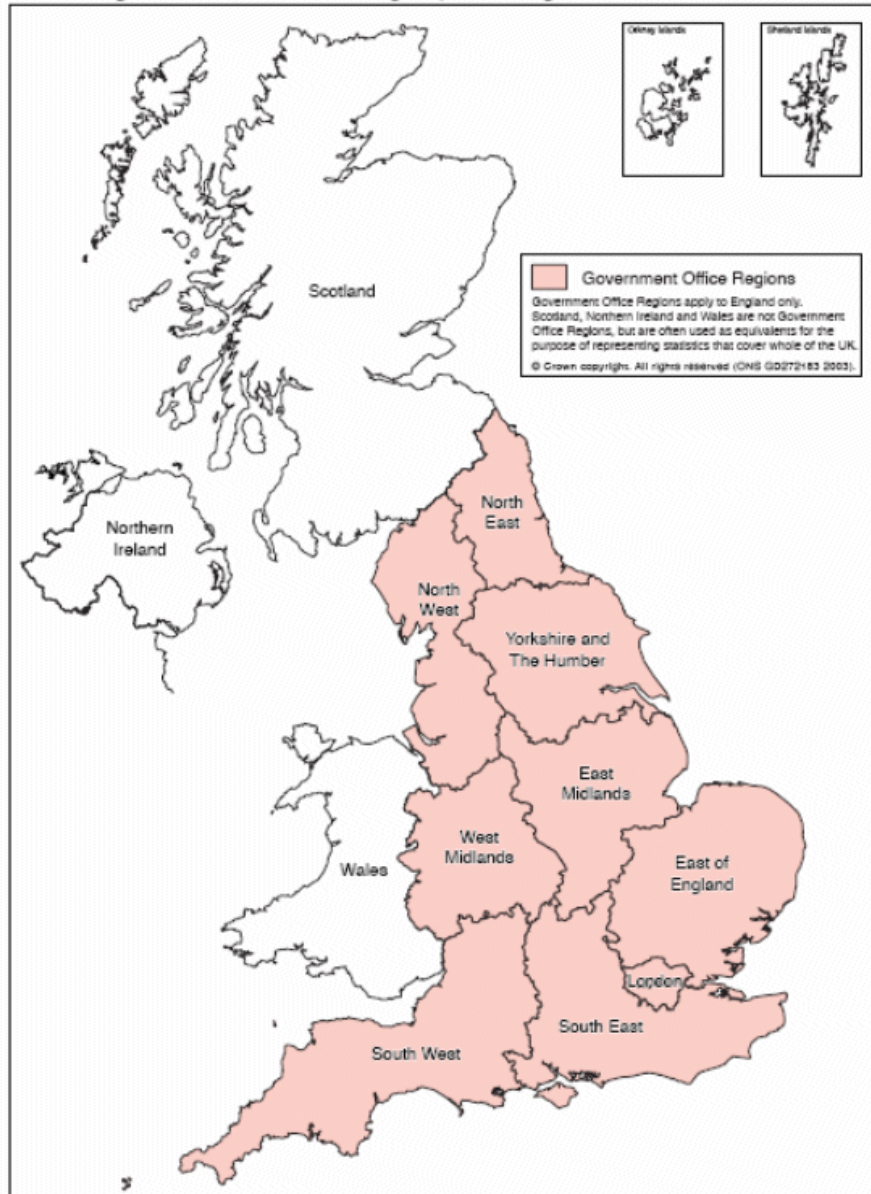 Orkney Islands
Shetland Islands
Government Office Regions
Government Office Regions apply to England only.
Scotland, Northern Ireland and Wales are not Government
Office Regions, but are often used as equivalents for the
purpose of representing statistics that cover whole of the UK.
© Crown copyright. All rights reserved (ONS GD272183 2003).
Scotland
North
East
Northern
Ireland
North
West
Yorkshire and
The Humber
East
Midlands
West
Midlands
Wales
East of
England
London
South East
South West